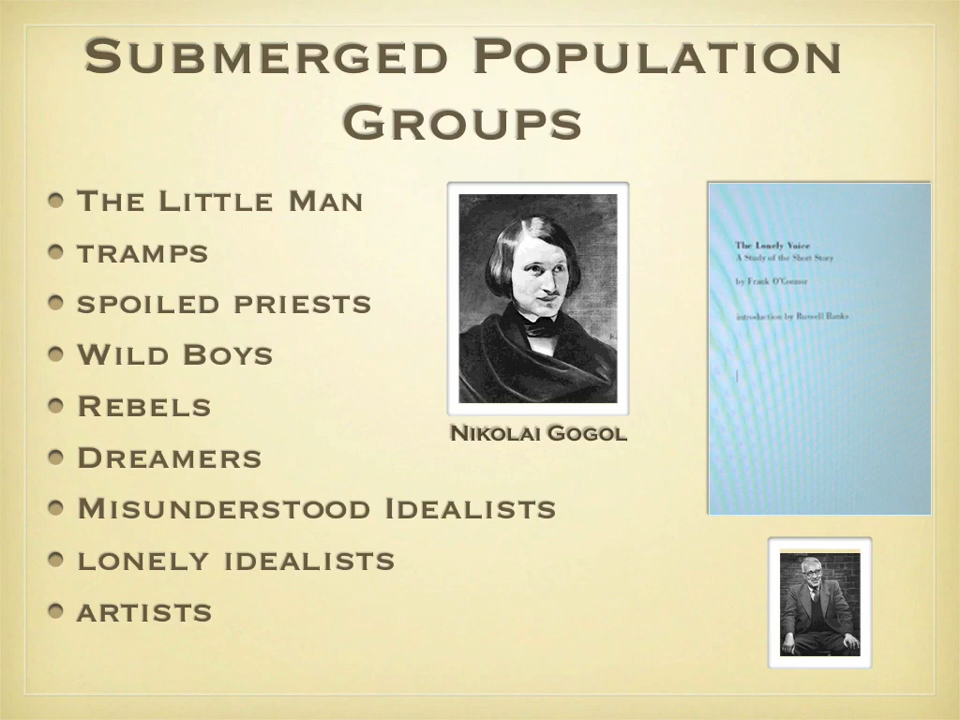 Submerged Population
Groups
The Little Man
tramps
spoiled priests
Wild Boys
Rebels
Dreamers
Misunderstood Idealists
lonely idealists
artists
Nikolai Gogol
The Lonely Voice
A Study of the Short Story
by Frank O'Connor
introduction by Russell Banks